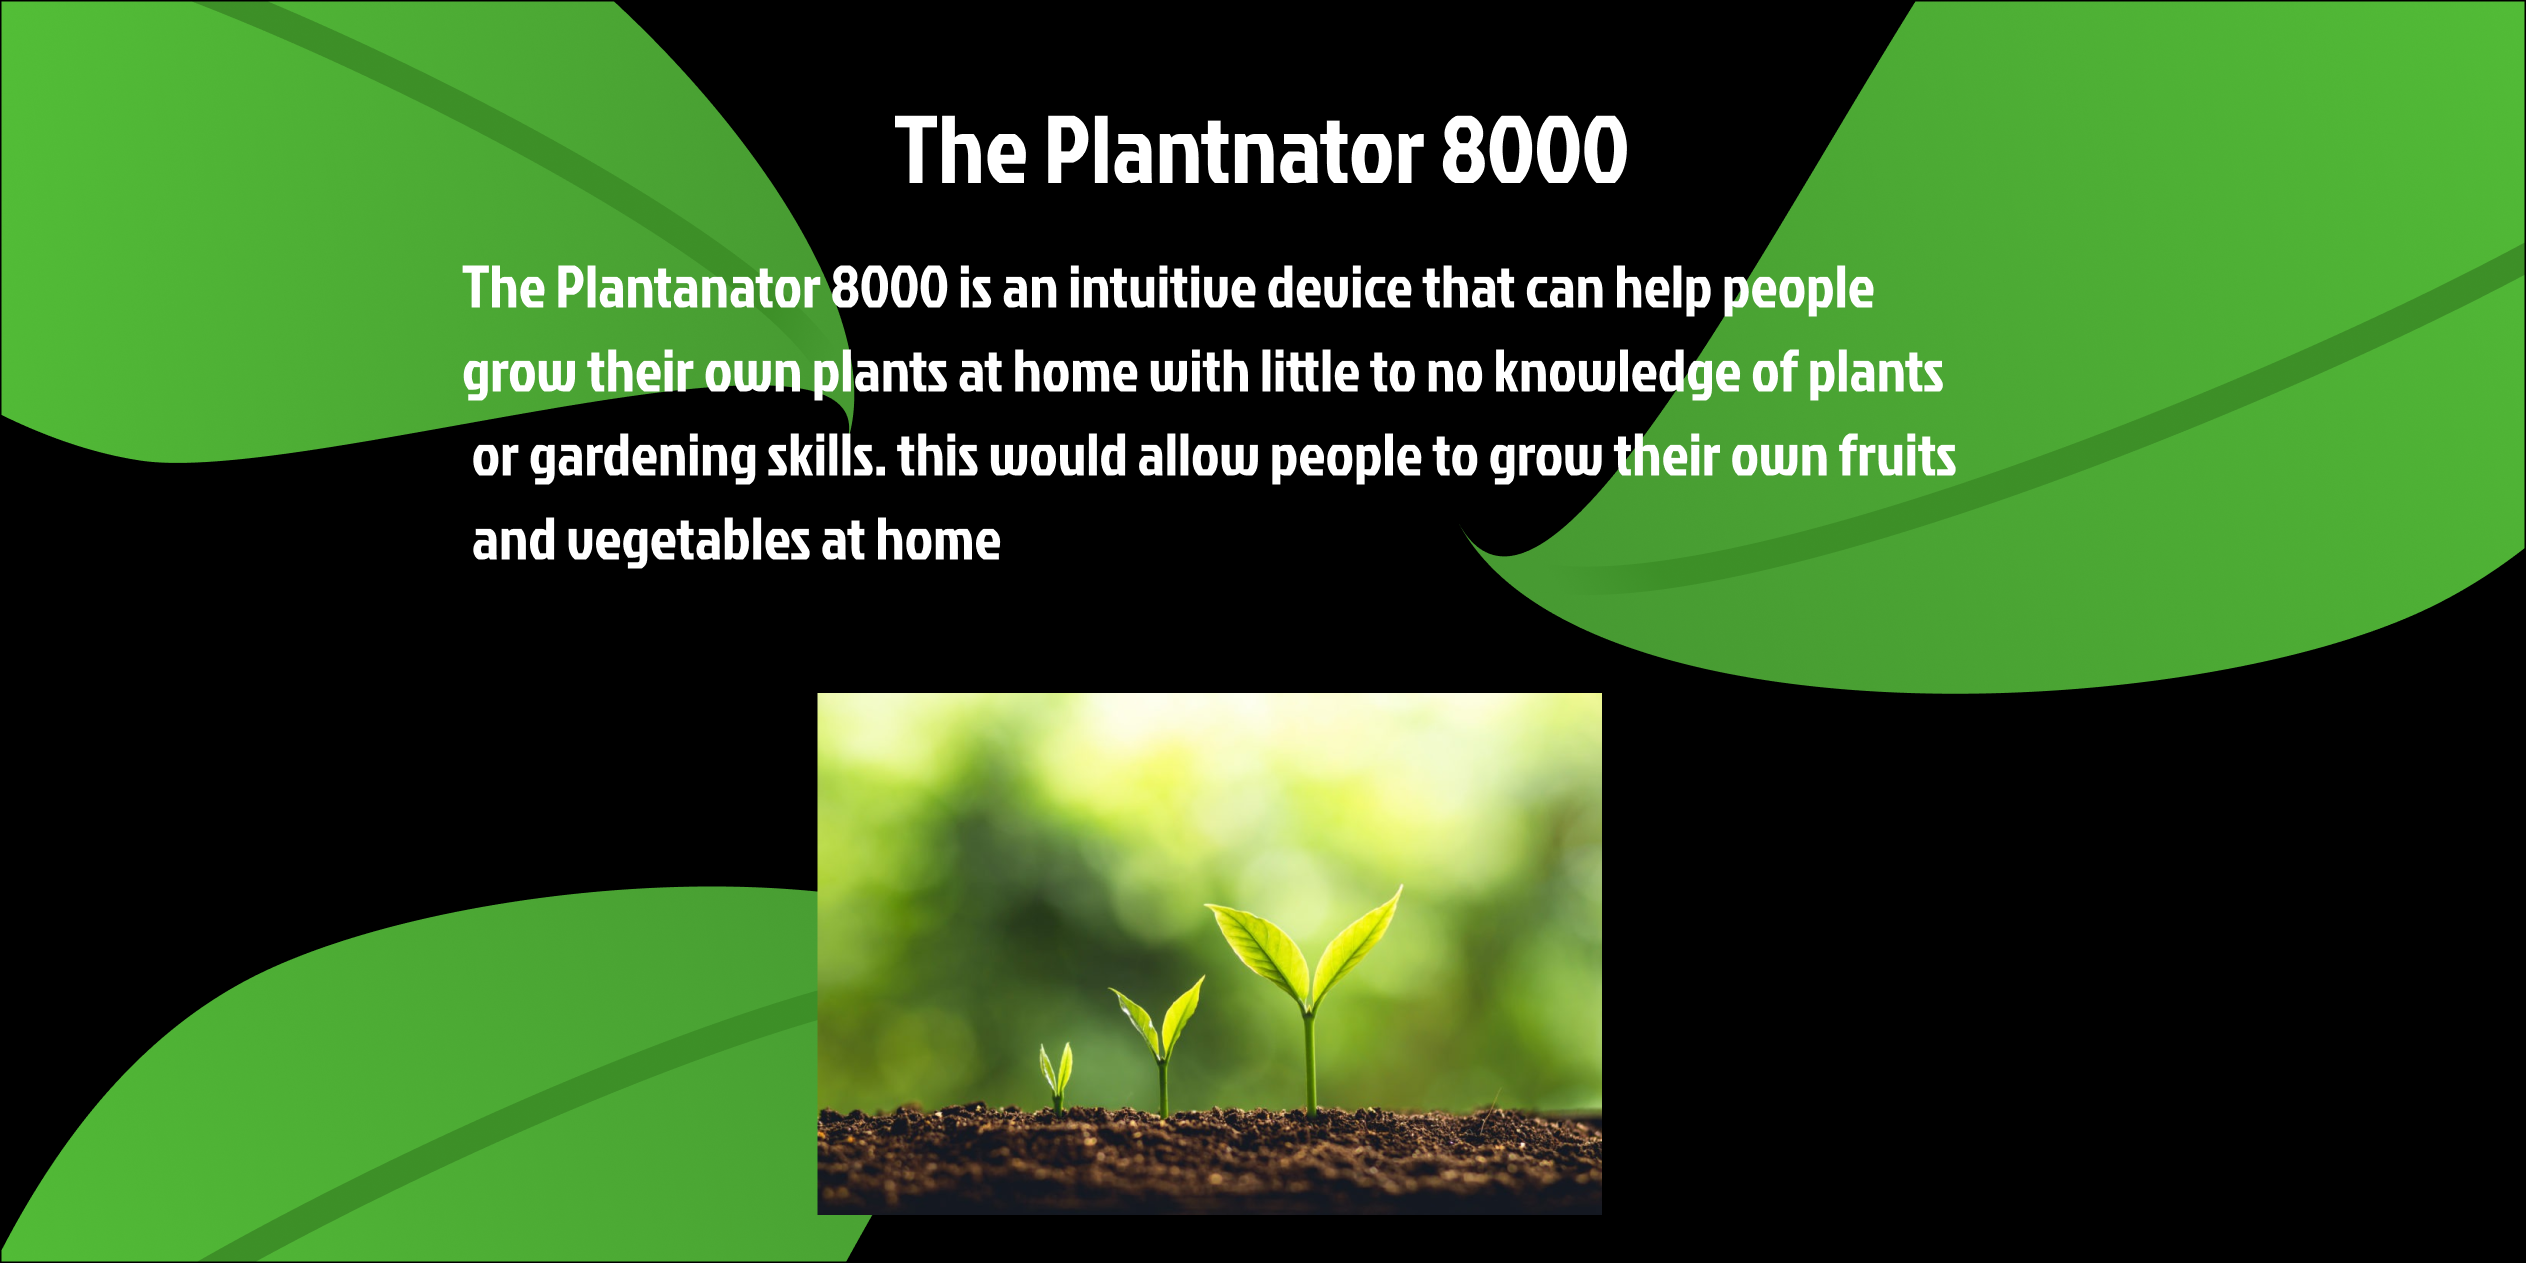 The Plantnator 8000
The Plantanator 8000 is an intuitive device that can help people
grow their own plants at home with little to no knowledge of plants
or gardening skills. this would allow people to grow their own fruits
and vegetables at home